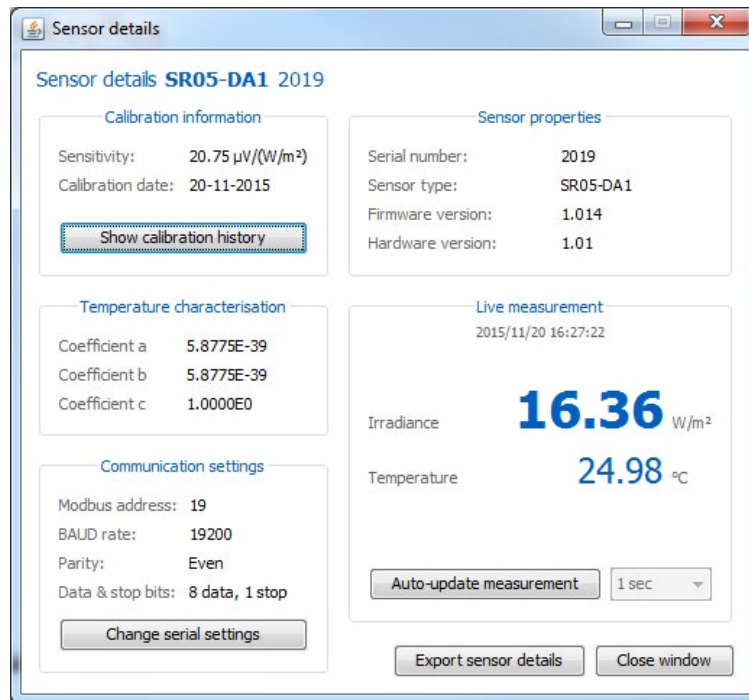 Sensor details
Sensor details SR05-DA1 2019
Calibration information
Sensitivity: 20.75 µV/(W/m²)
Calibration date: 20-11-2015
Show calibration history
Sensor properties
Serial number: 2019
Sensor type: SR05-DA1
Firmware version: 1.014
Hardware version: 1.01
Temperature characterisation
Coefficient a 5.8775E-39
Coefficient b 5.8775E-39
Coefficient c 1.0000E0
Live measurement
2015/11/20 16:27:22
Irradiance 16.36 W/m²
Temperature 24.98 °C
Auto-update measurement 1 sec
Communication settings
Modbus address: 19
BAUD rate: 19200
Parity: Even
Data & stop bits: 8 data, 1 stop
Change serial settings
Export sensor details Close window